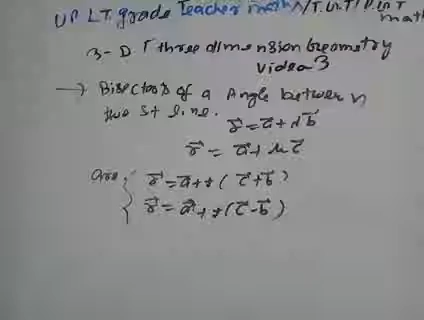 UP LT. grade Teacher math/T.G.T/P.G.T math
3-D [three dimension Geometry
video 3
→ Bisectors of a Angle between
two st line.
r⃗ = a⃗ + λb⃗
r⃗ = a⃗ + μc⃗
are { r⃗ = a⃗ + t(c⃗ + b⃗)
r⃗ = a⃗ + t(c⃗ - b⃗)